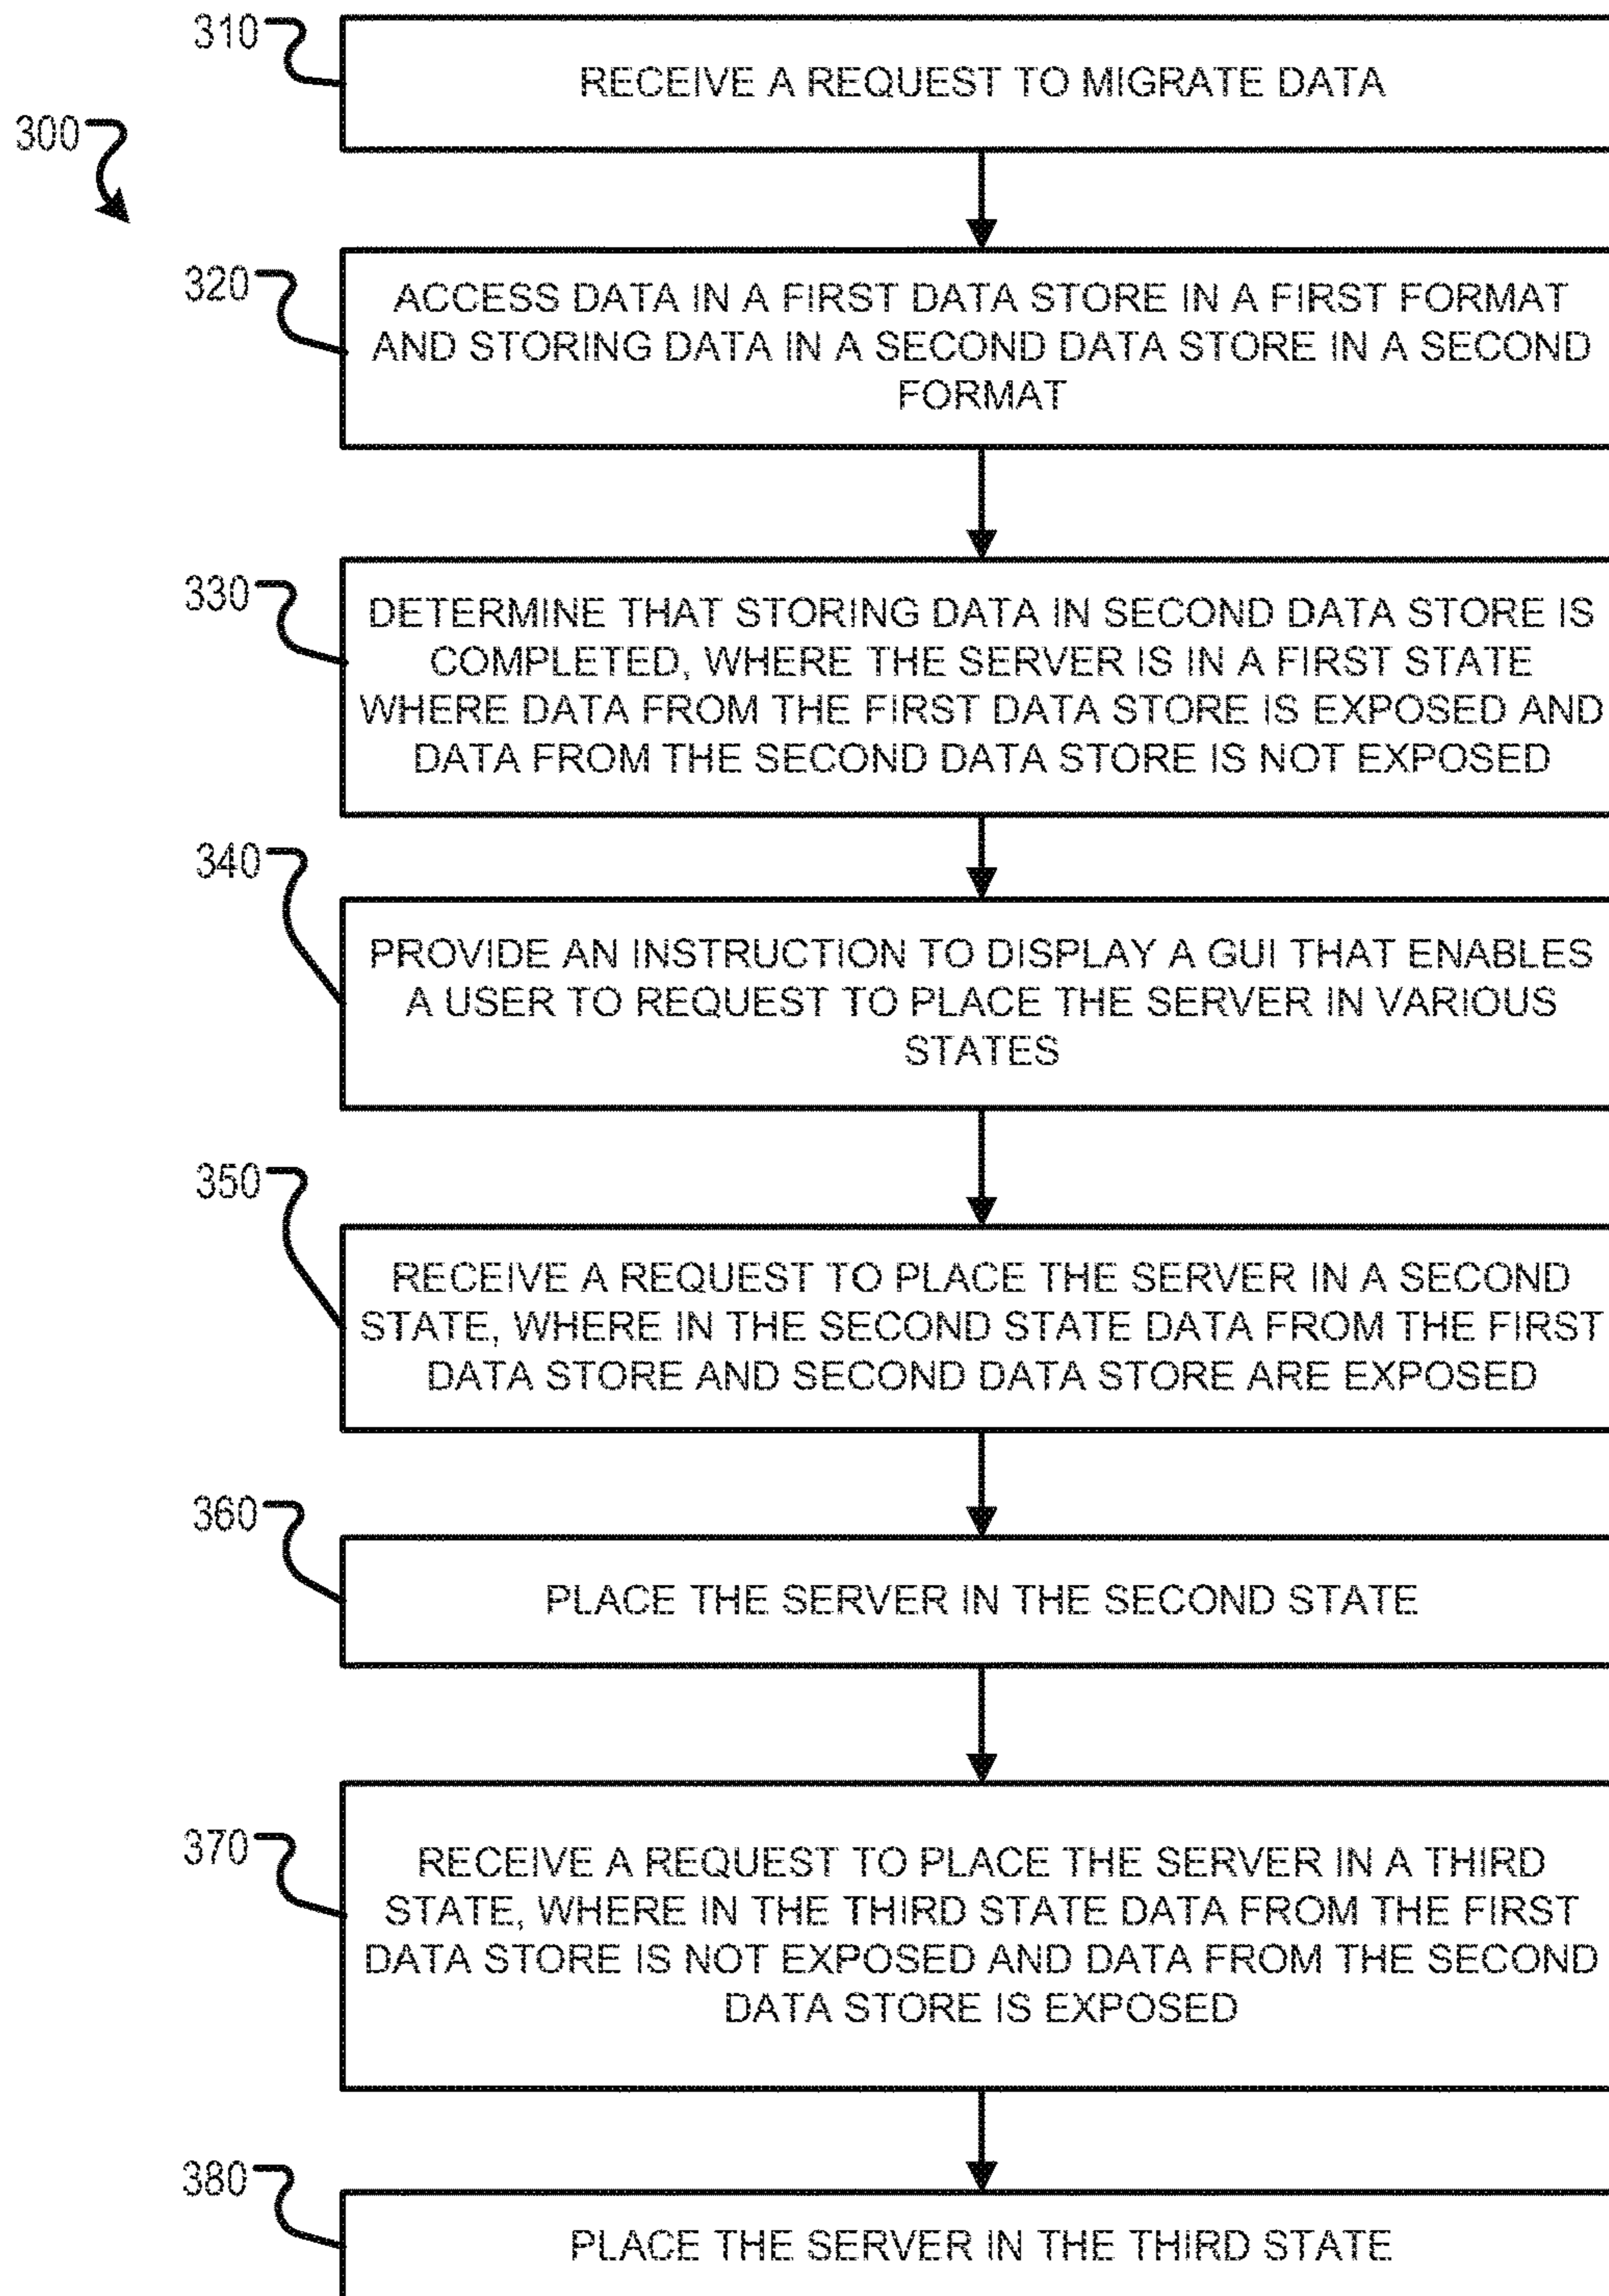 310
RECEIVE A REQUEST TO MIGRATE DATA
300
320
ACCESS DATA IN A FIRST DATA STORE IN A FIRST FORMAT
AND STORING DATA IN A SECOND DATA STORE IN A SECOND
FORMAT
330
DETERMINE THAT STORING DATA IN SECOND DATA STORE IS
COMPLETED, WHERE THE SERVER IS IN A FIRST STATE
WHERE DATA FROM THE FIRST DATA STORE IS EXPOSED AND
DATA FROM THE SECOND DATA STORE IS NOT EXPOSED
340
PROVIDE AN INSTRUCTION TO DISPLAY A GUI THAT ENABLES
A USER TO REQUEST TO PLACE THE SERVER IN VARIOUS
STATES
350
RECEIVE A REQUEST TO PLACE THE SERVER IN A SECOND
STATE, WHERE IN THE SECOND STATE DATA FROM THE FIRST
DATA STORE AND SECOND DATA STORE ARE EXPOSED
360
PLACE THE SERVER IN THE SECOND STATE
370
RECEIVE A REQUEST TO PLACE THE SERVER IN A THIRD
STATE, WHERE IN THE THIRD STATE DATA FROM THE FIRST
DATA STORE IS NOT EXPOSED AND DATA FROM THE SECOND
DATA STORE IS EXPOSED
380
PLACE THE SERVER IN THE THIRD STATE